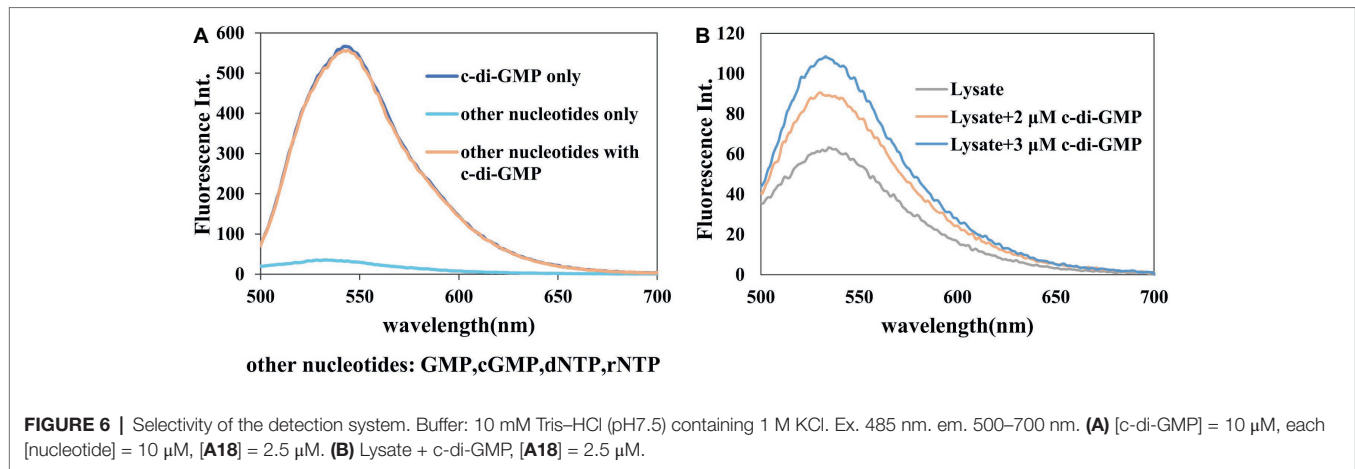 A
600
500
400
300
200
100
0
Fluorescence Int.
c-di-GMP only
other nucleotides only
other nucleotides with
c-di-GMP
500 550 600 650 700
wavelength(nm)
other nucleotides: GMP,cGMP,dNTP,rNTP
B
120
100
80
60
40
20
0
Fluorescence Int.
Lysate
Lysate+2 μM c-di-GMP
Lysate+3 μM c-di-GMP
500 550 600 650 700
wavelength(nm)
FIGURE 6 | Selectivity of the detection system. Buffer: 10 mM Tris–HCl (pH7.5) containing 1 M KCl. Ex. 485 nm. em. 500–700 nm. (A) [c-di-GMP] = 10 μM, each
[nucleotide] = 10 μM, [A18] = 2.5 μM. (B) Lysate + c-di-GMP, [A18] = 2.5 μM.